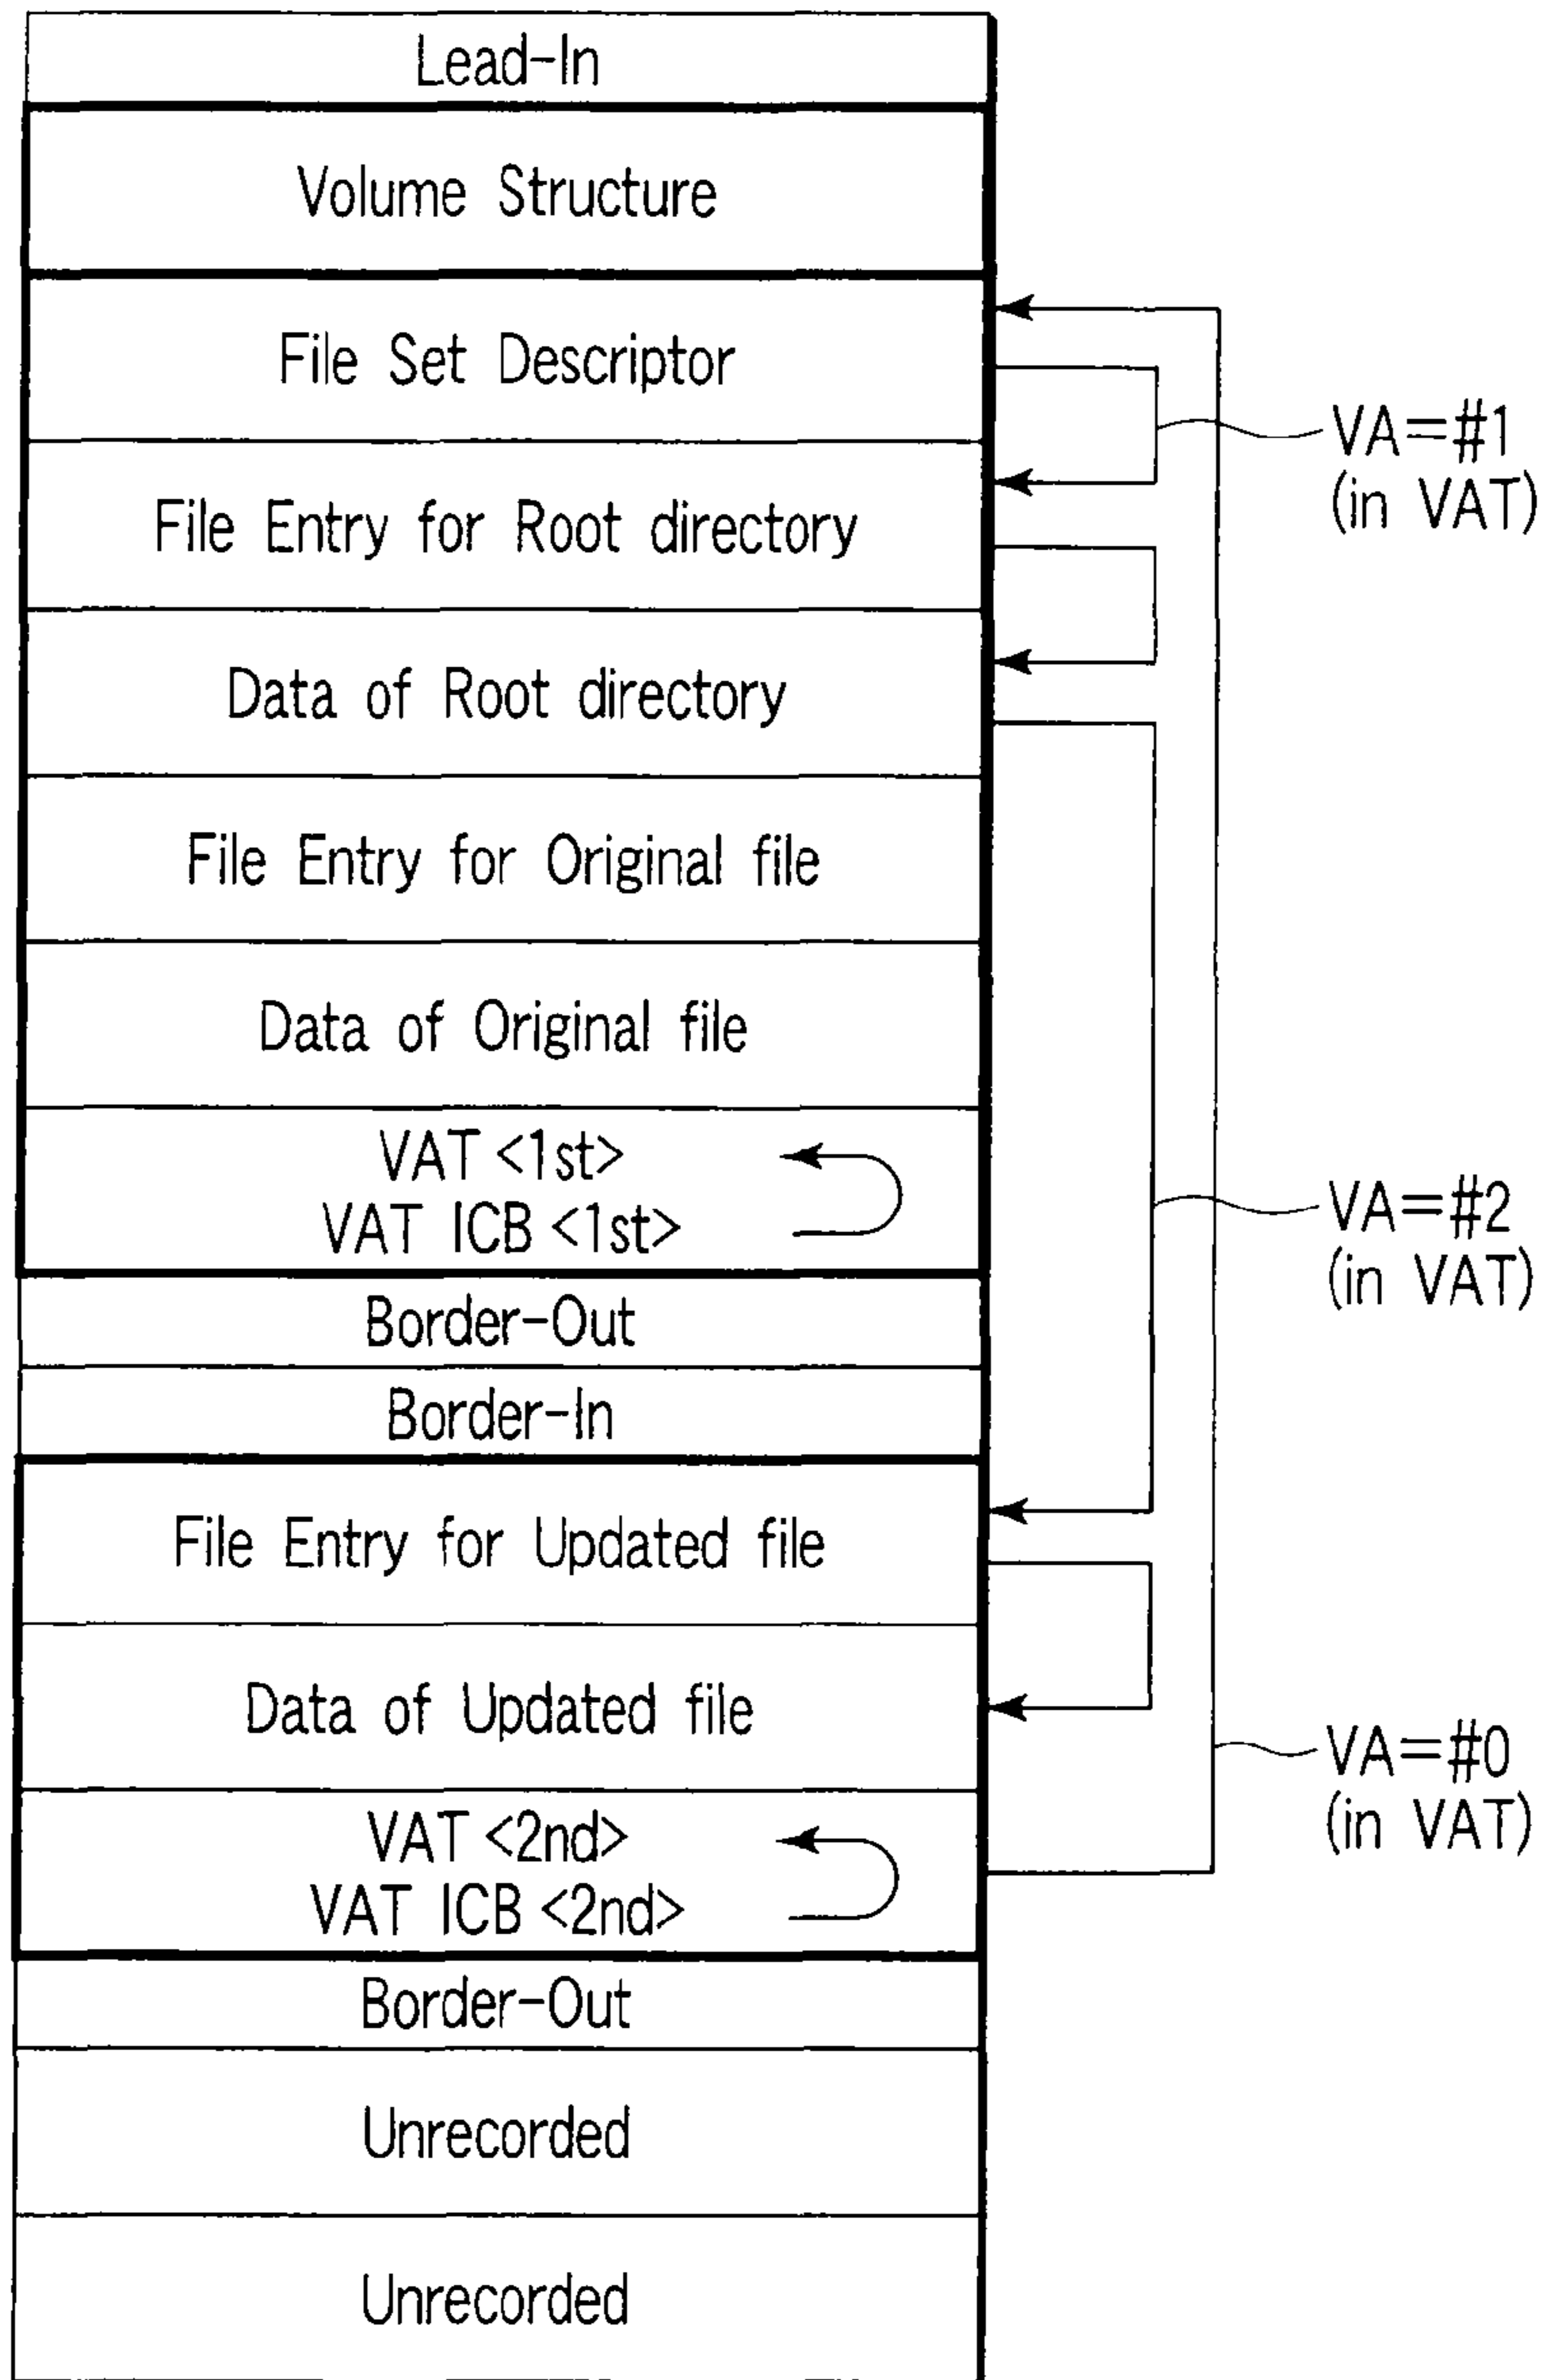 Lead-In
Volume Structure
File Set Descriptor
VA=#1
(in VAT)
File Entry for Root directory
Data of Root directory
File Entry for Original file
Data of Original file
VAT <1st>
VAT ICB <1st>
VA=#2
(in VAT)
Border-Out
Border-In
File Entry for Updated file
Data of Updated file
VA=#0
(in VAT)
VAT <2nd>
VAT ICB <2nd>
Border-Out
Unrecorded
Unrecorded